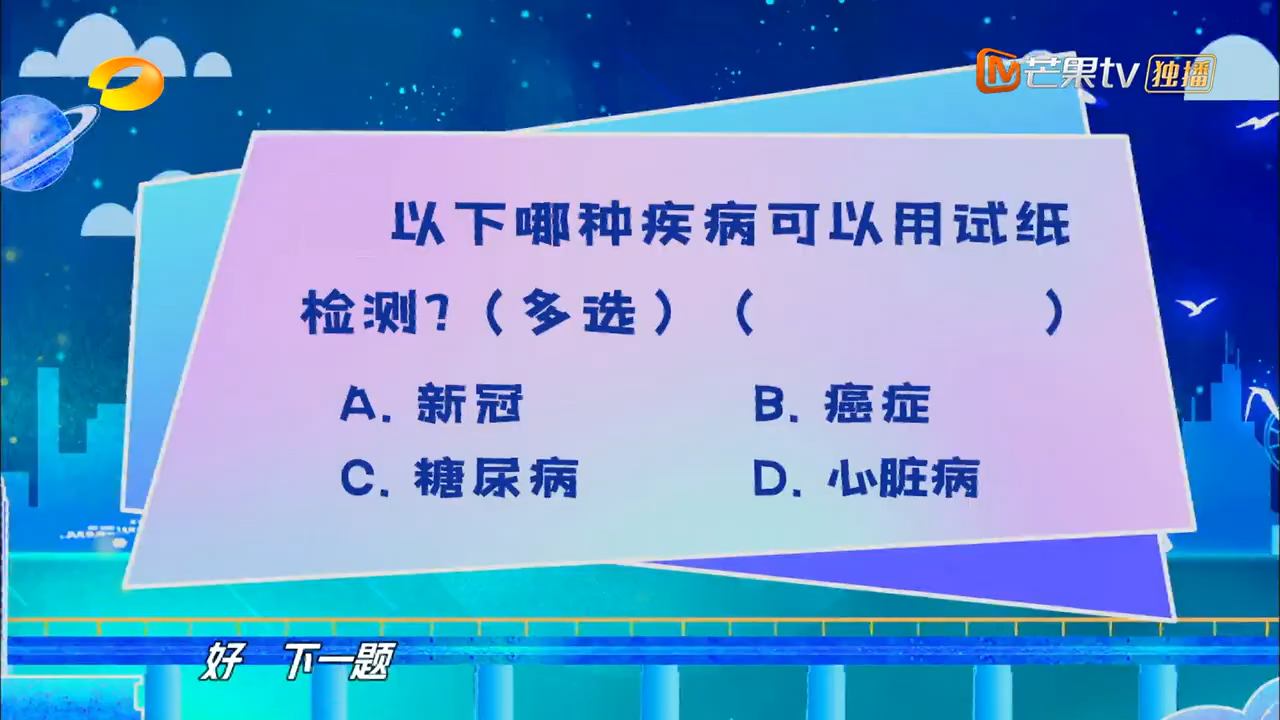 芒果tv 独播
以下哪种疾病可以用试纸
检测？（多选）（ ）
A. 新冠 B. 癌症
C. 糖尿病 D. 心脏病
好 下一题